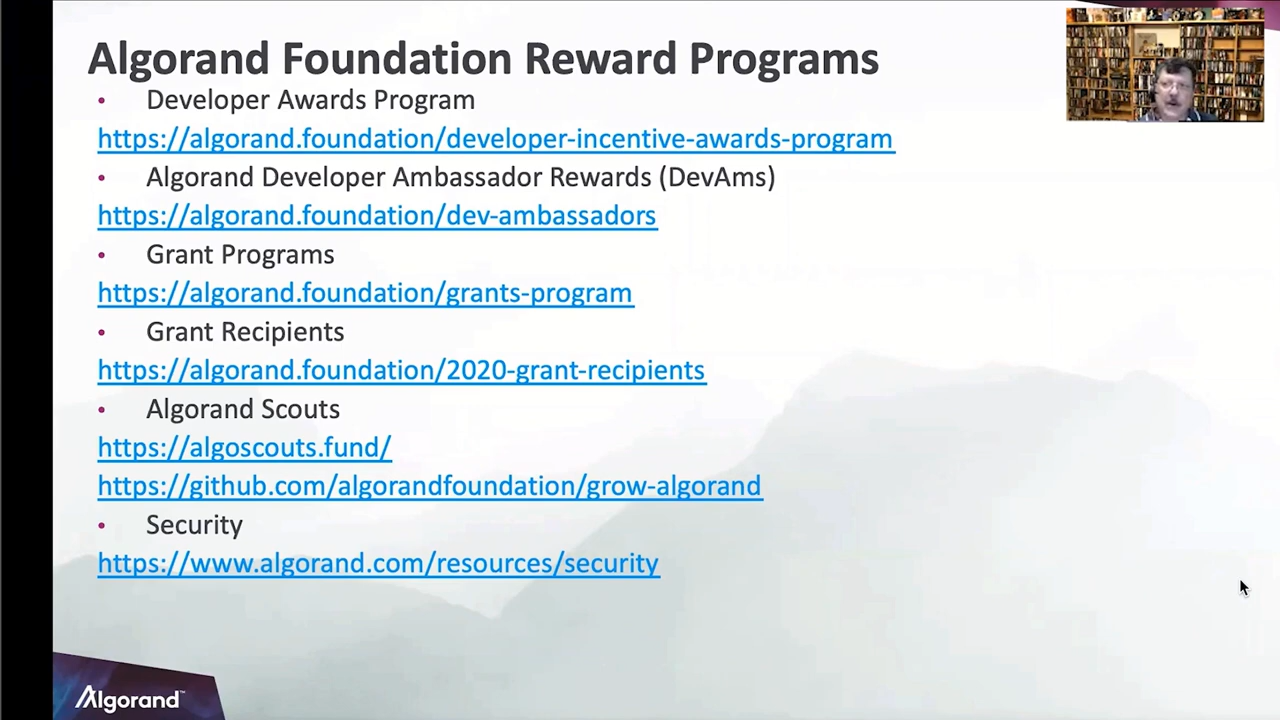 Algorand Foundation Reward Programs
• Developer Awards Program
https://algorand.foundation/developer-incentive-awards-program
• Algorand Developer Ambassador Rewards (DevAms)
https://algorand.foundation/dev-ambassadors
• Grant Programs
https://algorand.foundation/grants-program
• Grant Recipients
https://algorand.foundation/2020-grant-recipients
• Algorand Scouts
https://algoscouts.fund/
https://github.com/algorandfoundation/grow-algorand
• Security
https://www.algorand.com/resources/security
Algorand™